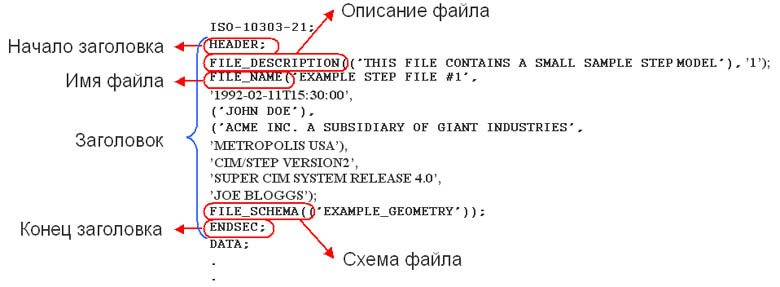 Описание файла
ISO-10303-21;
Начало заголовка
HEADER;
FILE_DESCRIPTION(('THIS FILE CONTAINS A SMALL SAMPLE STEP MODEL'), '1');
Имя файла
FILE_NAME('EXAMPLE STEP FILE #1',
'1992-02-11T15:30:00',
('JOHN DOE'),
('ACME INC. A SUBSIDIARY OF GIANT INDUSTRIES',
Заголовок
'METROPOLIS USA'),
'CIM/STEP VERSION2',
'SUPER CIM SYSTEM RELEASE 4.0',
'JOE BLOGGS');
FILE_SCHEMA(('EXAMPLE_GEOMETRY'));
Конец заголовка
ENDSEC;
DATA;
Схема файла
.
.